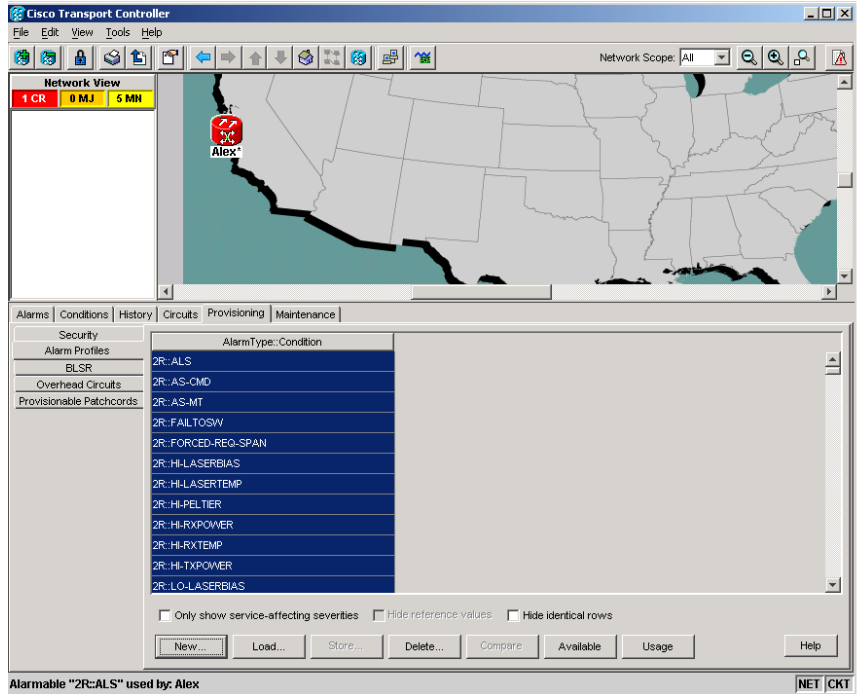 Cisco Transport Controller
File Edit View Tools Help
Network Scope: All
Network View
1 CR 0 MJ 5 MN
Alex*
Alarms Conditions History Circuits Provisioning Maintenance
Security
Alarm Profiles
BLSR
Overhead Circuits
Provisionable Patchcords
AlarmType::Condition
2R::ALS
2R::AS-CMD
2R::AS-MT
2R::FAILTOSW
2R::FORCED-REQ-SPAN
2R::HI-LASERBIAS
2R::HI-LASERTEMP
2R::HI-PELTIER
2R::HI-RXPOWER
2R::HI-RXTEMP
2R::HI-TXPOWER
2R::LO-LASERBIAS
Only show service-affecting severities Hide reference values Hide identical rows
New... Load... Store... Delete... Compare Available Usage Help
Alarmable "2R::ALS" used by: Alex NET CKT